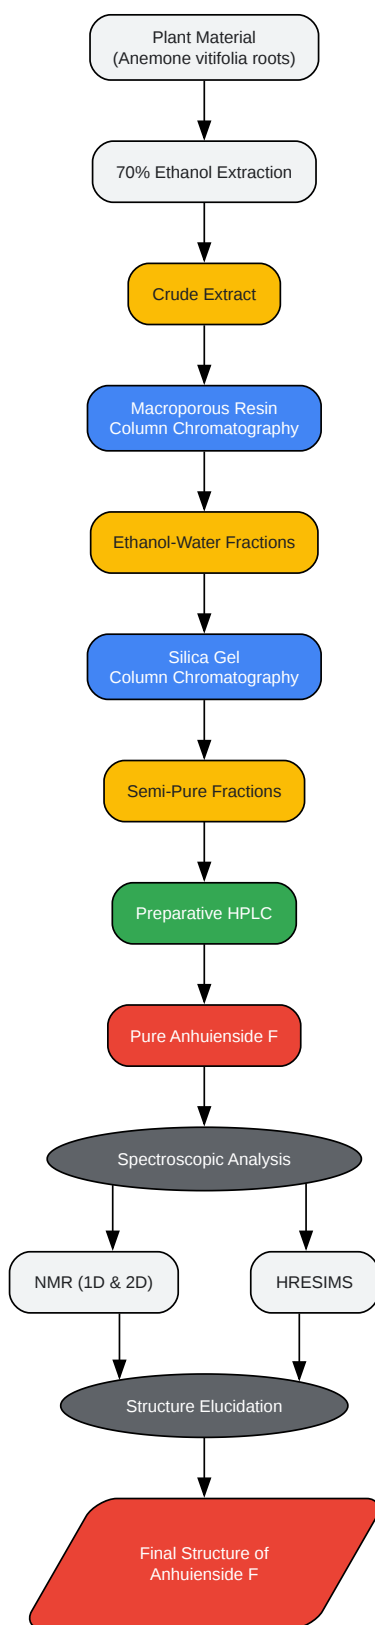 Plant Material
(Anemone vitifolia roots)
70% Ethanol Extraction
Crude Extract
Macroporous Resin
Column Chromatography
Ethanol-Water Fractions
Silica Gel
Column Chromatography
Semi-Pure Fractions
Preparative HPLC
Pure Anhuienside F
Spectroscopic Analysis
NMR (1D & 2D)
HRESIMS
Structure Elucidation
Final Structure of
Anhuienside F